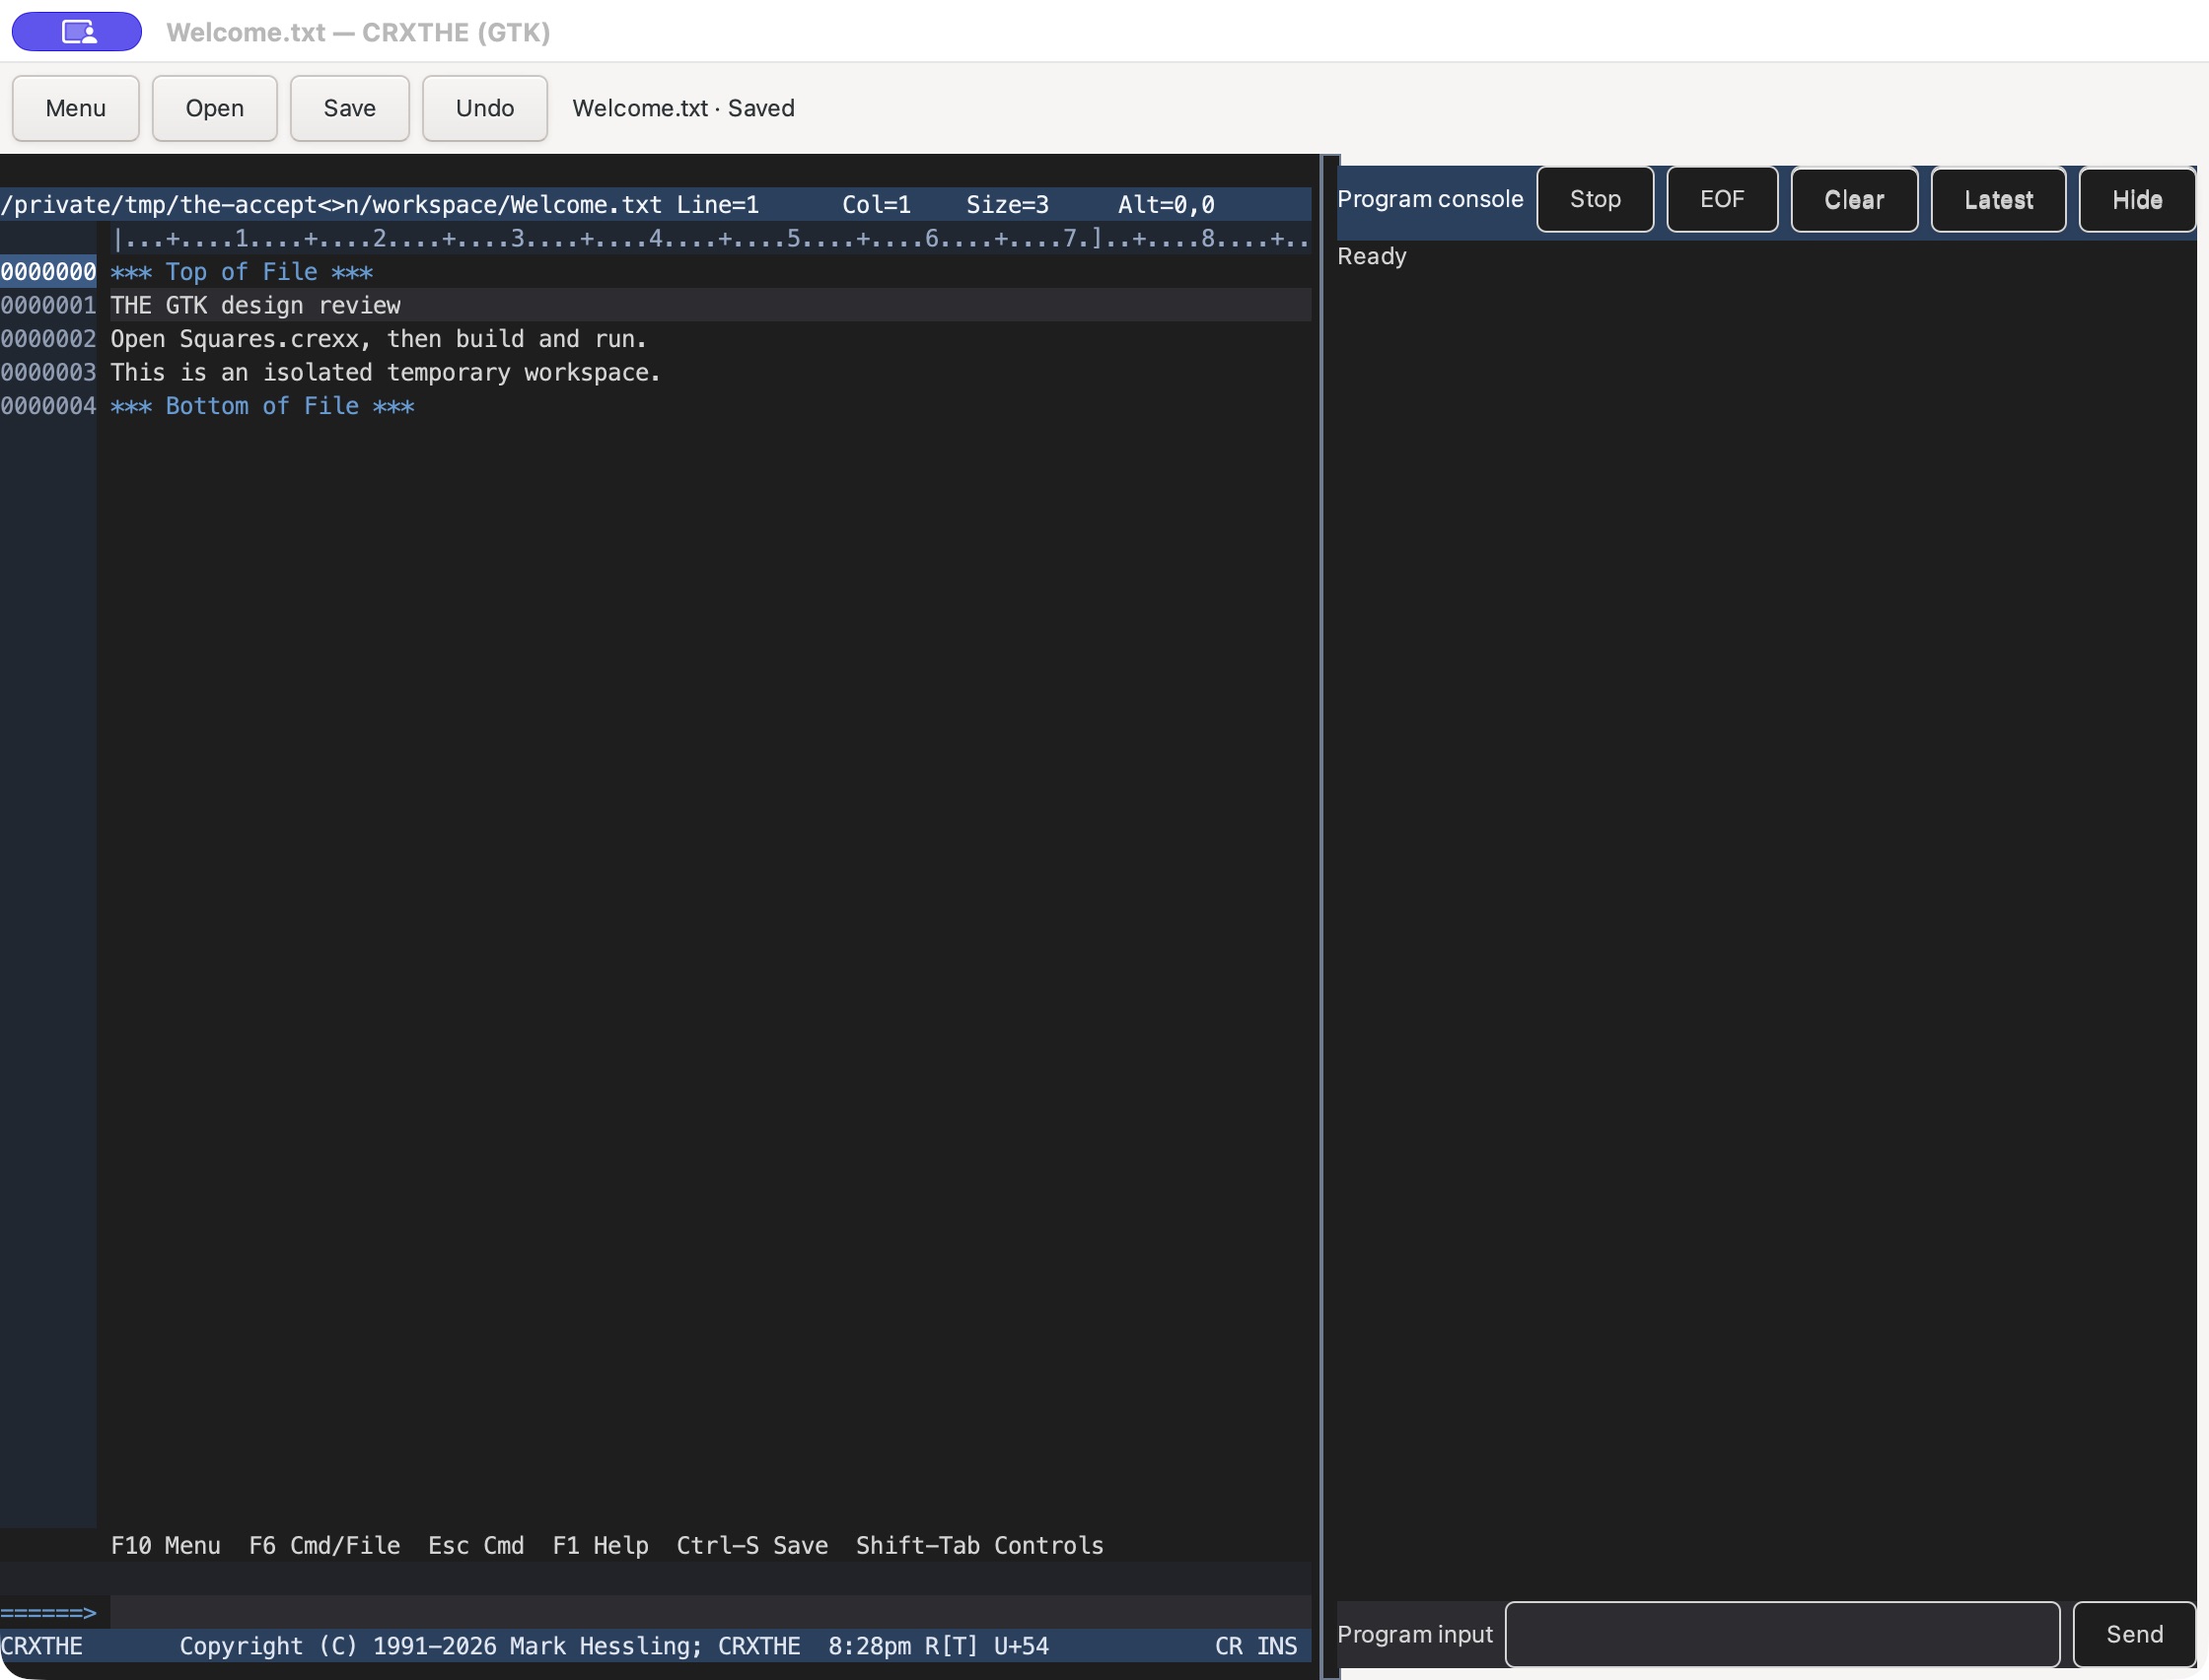 Welcome.txt — CRXTHE (GTK)
Menu Open Save Undo Welcome.txt · Saved
/private/tmp/the-accept<>n/workspace/Welcome.txt Line=1      Col=1    Size=3     Alt=0,0
|...+....1....+....2....+....3....+....4....+....5....+....6....+....7.]..+....8....+..
0000000 *** Top of File ***
0000001 THE GTK design review
0000002 Open Squares.crexx, then build and run.
0000003 This is an isolated temporary workspace.
0000004 *** Bottom of File ***
F10 Menu  F6 Cmd/File  Esc Cmd  F1 Help  Ctrl-S Save  Shift-Tab Controls
======>
CRXTHE       Copyright (C) 1991-2026 Mark Hessling; CRXTHE  8:28pm R[T] U+54            CR INS
Program console Stop EOF Clear Latest Hide
Ready
Program input Send